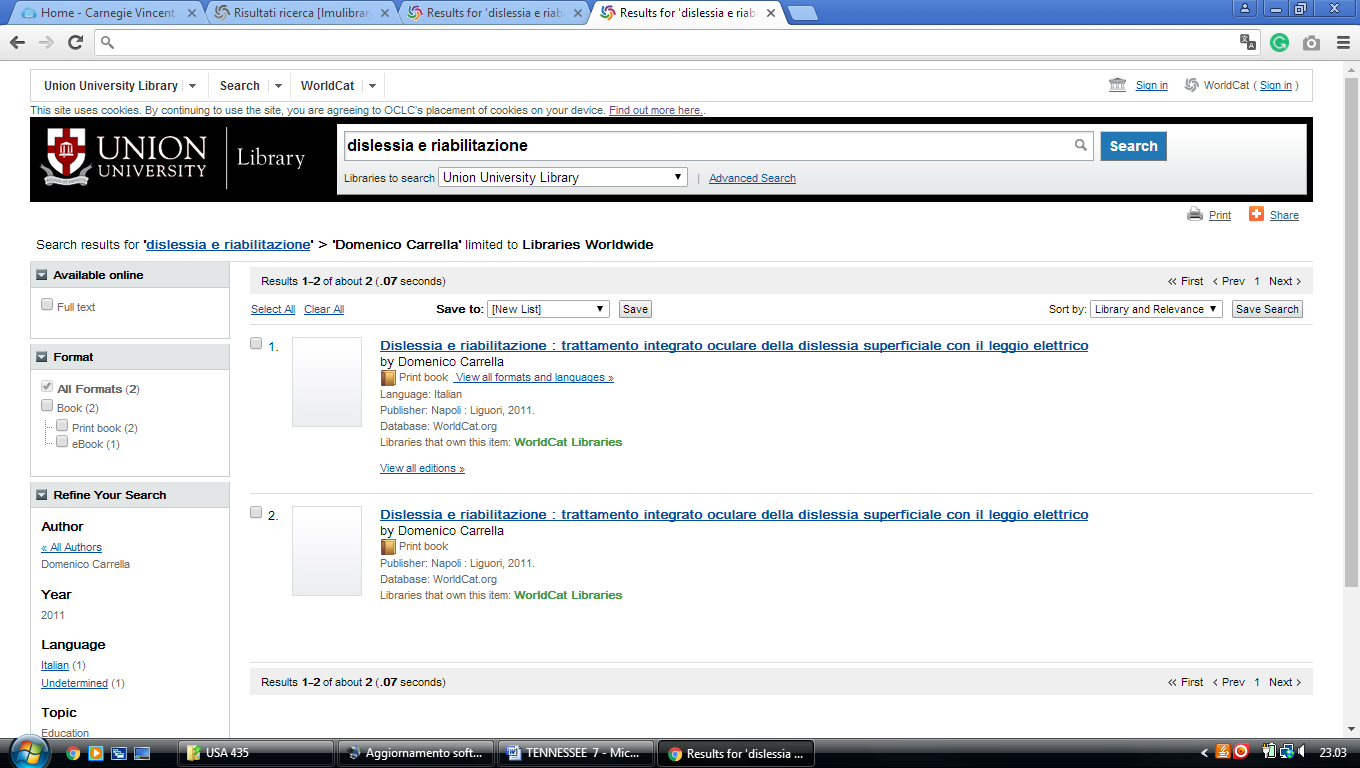 Home - Carnegie Vincent
Risultati ricerca [lmulibrar
Results for 'dislessia e riab
Results for 'dislessia e riab
Union University Library
Search
WorldCat
Sign in
WorldCat ( Sign in )
This site uses cookies. By continuing to use the site, you are agreeing to OCLC's placement of cookies on your device. Find out more here..
UNION
UNIVERSITY
Library
dislessia e riabilitazione
Search
Libraries to search
Union University Library
| Advanced Search
Print
Share
Search results for 'dislessia e riabilitazione' > 'Domenico Carrella' limited to Libraries Worldwide
Available online
Full text
Format
All Formats (2)
Book (2)
Print book (2)
eBook (1)
Refine Your Search
Author
« All Authors
Domenico Carrella
Year
2011
Language
Italian (1)
Undetermined (1)
Topic
Education
Results 1–2 of about 2 (.07 seconds)
« First ‹ Prev 1 Next ›
Select All Clear All
Save to: [New List] Save
Sort by: Library and Relevance Save Search
1.
Dislessia e riabilitazione : trattamento integrato oculare della dislessia superficiale con il leggio elettrico
by Domenico Carrella
Print book View all formats and languages »
Language: Italian
Publisher: Napoli : Liguori, 2011.
Database: WorldCat.org
Libraries that own this item: WorldCat Libraries
View all editions »
2.
Dislessia e riabilitazione : trattamento integrato oculare della dislessia superficiale con il leggio elettrico
by Domenico Carrella
Print book
Publisher: Napoli : Liguori, 2011.
Database: WorldCat.org
Libraries that own this item: WorldCat Libraries
Results 1–2 of about 2 (.07 seconds)
« First ‹ Prev 1 Next ›
USA 435
Aggiornamento soft...
TENNESSEE 7 - Mic...
Results for 'dislessia ...
23.03